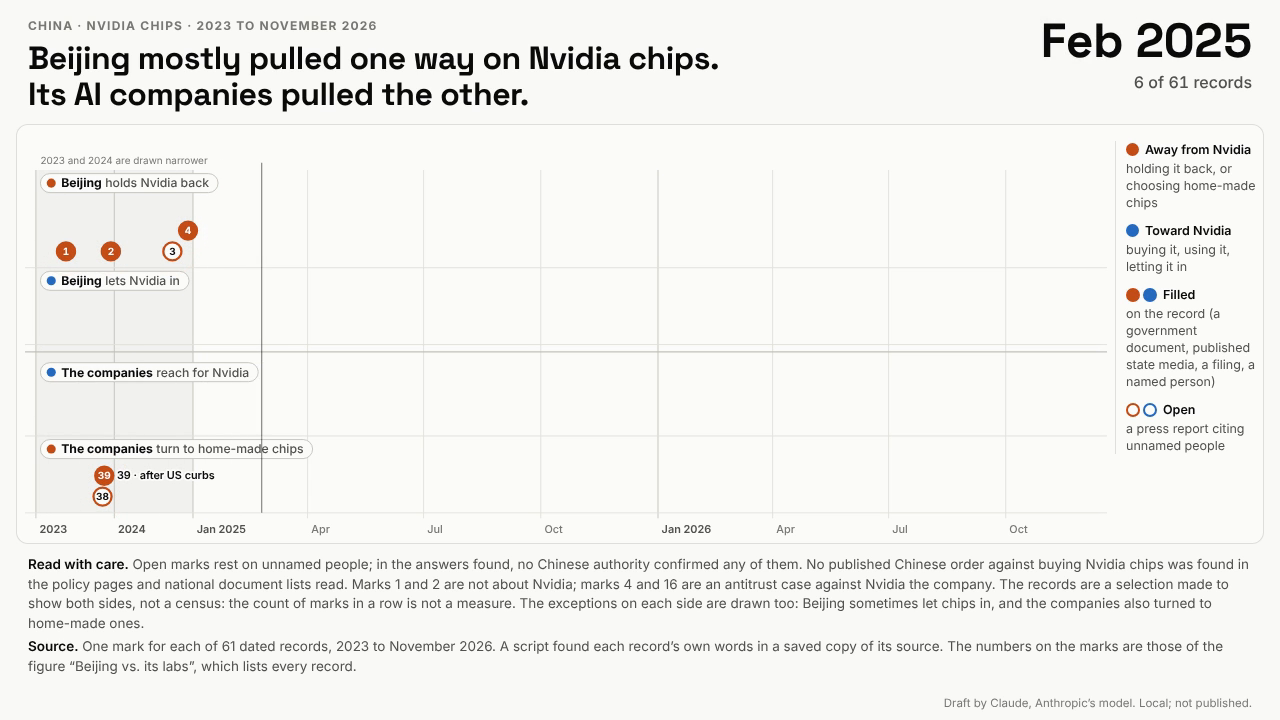 CHINA · NVIDIA CHIPS · 2023 TO NOVEMBER 2026
Beijing mostly pulled one way on Nvidia chips.
Its AI companies pulled the other.
Feb 2025
6 of 61 records
2023 and 2024 are drawn narrower
Beijing holds Nvidia back
4
1
2
3
Beijing lets Nvidia in
The companies reach for Nvidia
The companies turn to home-made chips
39
39 · after US curbs
38
2023
2024
Jan 2025
Apr
Jul
Oct
Jan 2026
Apr
Jul
Oct
Away from Nvidia
holding it back, or
choosing home-made
chips
Toward Nvidia
buying it, using it,
letting it in
Filled
on the record (a
government
document, published
state media, a filing, a
named person)
Open
a press report citing
unnamed people
Read with care. Open marks rest on unnamed people; in the answers found, no Chinese authority confirmed any of them. No published Chinese order against buying Nvidia chips was found in
the policy pages and national document lists read. Marks 1 and 2 are not about Nvidia; marks 4 and 16 are an antitrust case against Nvidia the company. The records are a selection made to
show both sides, not a census: the count of marks in a row is not a measure. The exceptions on each side are drawn too: Beijing sometimes let chips in, and the companies also turned to
home-made ones.
Source. One mark for each of 61 dated records, 2023 to November 2026. A script found each record's own words in a saved copy of its source. The numbers on the marks are those of the
figure “Beijing vs. its labs”, which lists every record.
Draft by Claude, Anthropic's model. Local; not published.